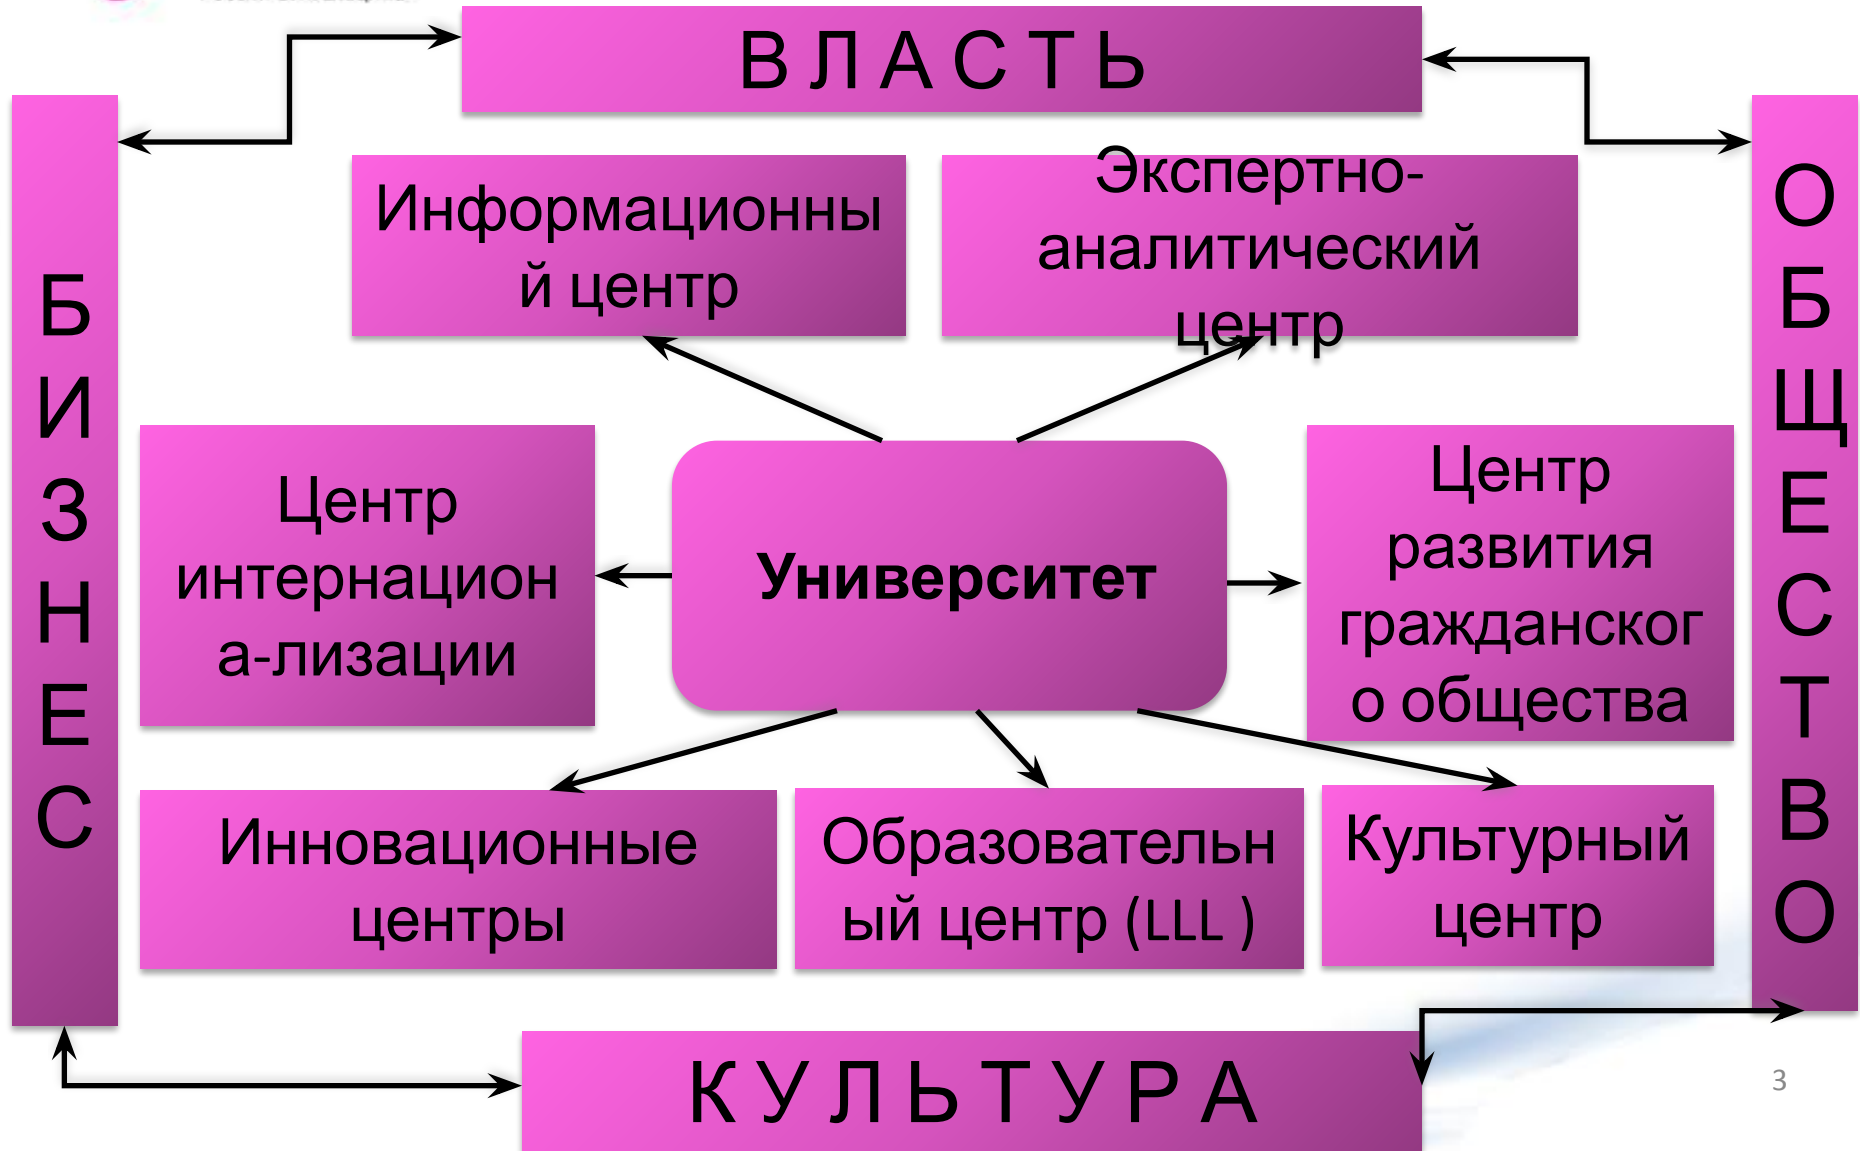 ВЛАСТЬ
БИЗНЕС
ОБЩЕСТВО
Информационны
й центр
Экспертно-
аналитический
центр
Центр
интернацион
а-лизации
Университет
Центр
развития
гражданског
о общества
Инновационные
центры
Образовательн
ый центр (LLL )
Культурный
центр
КУЛЬТУРА
3